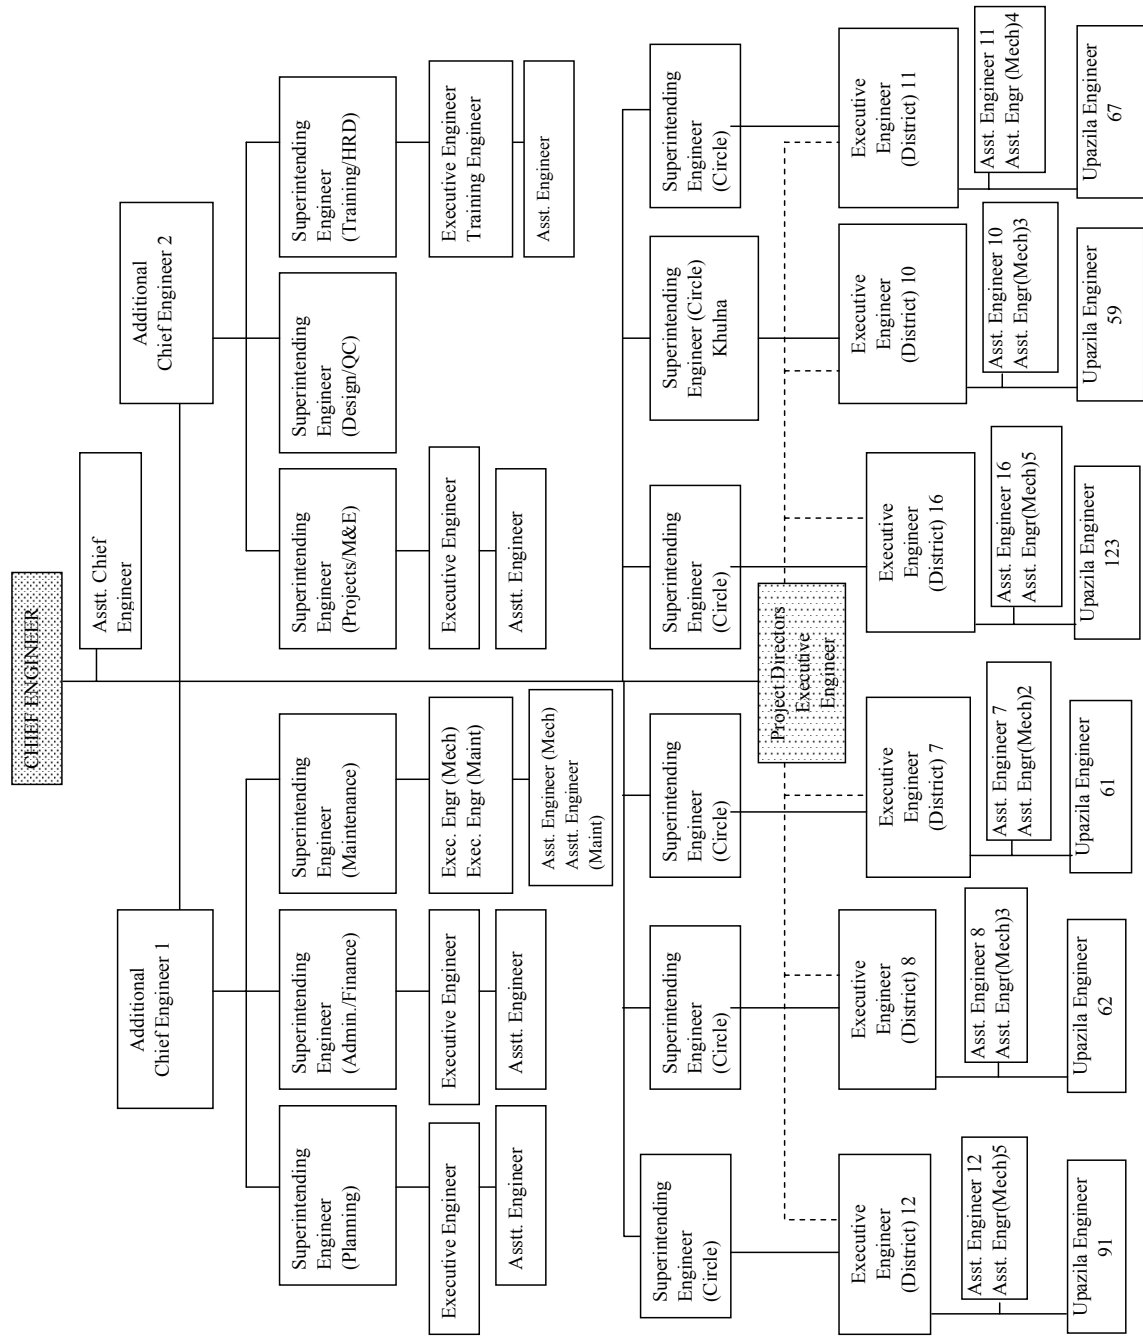 CHIEF ENGINEER
Asstt. Chief
Engineer
Additional
Chief Engineer 1
Additional
Chief Engineer 2
Superintending
Engineer
(Planning)
Superintending
Engineer
(Admin./Finance)
Superintending
Engineer
(Maintenance)
Superintending
Engineer
(Projects/M&E)
Superintending
Engineer
(Design/QC)
Superintending
Engineer
(Training/HRD)
Executive Engineer
Executive Engineer
Exec. Engr (Mech)
Exec. Engr (Maint)
Executive Engineer
Executive Engineer
Training Engineer
Asstt. Engineer
Asstt. Engineer
Asst. Engineer (Mech)
Asstt. Engineer
(Maint)
Asstt. Engineer
Asst. Engineer
Superintending
Engineer
(Circle)
Superintending
Engineer
(Circle)
Superintending
Engineer
(Circle)
Superintending
Engineer
(Circle)
Superintending
Engineer (Circle)
Khulna
Superintending
Engineer
(Circle)
Project Directors
Executive
Engineer
Executive
Engineer
(District) 12
Executive
Engineer
(District) 8
Executive
Engineer
(District) 7
Executive
Engineer
(District) 16
Executive
Engineer
(District) 10
Executive
Engineer
(District) 11
Asst. Engineer 12
Asst. Engr(Mech)5
Asst. Engineer 8
Asst. Engr(Mech)3
Asst. Engineer 7
Asst. Engr(Mech)2
Asst. Engineer 16
Asst. Engr(Mech)5
Asst. Engineer 10
Asst. Engr(Mech)3
Asst. Engineer 11
Asst. Engr (Mech)4
Upazila Engineer
91
Upazila Engineer
62
Upazila Engineer
61
Upazila Engineer
123
Upazila Engineer
59
Upazila Engineer
67